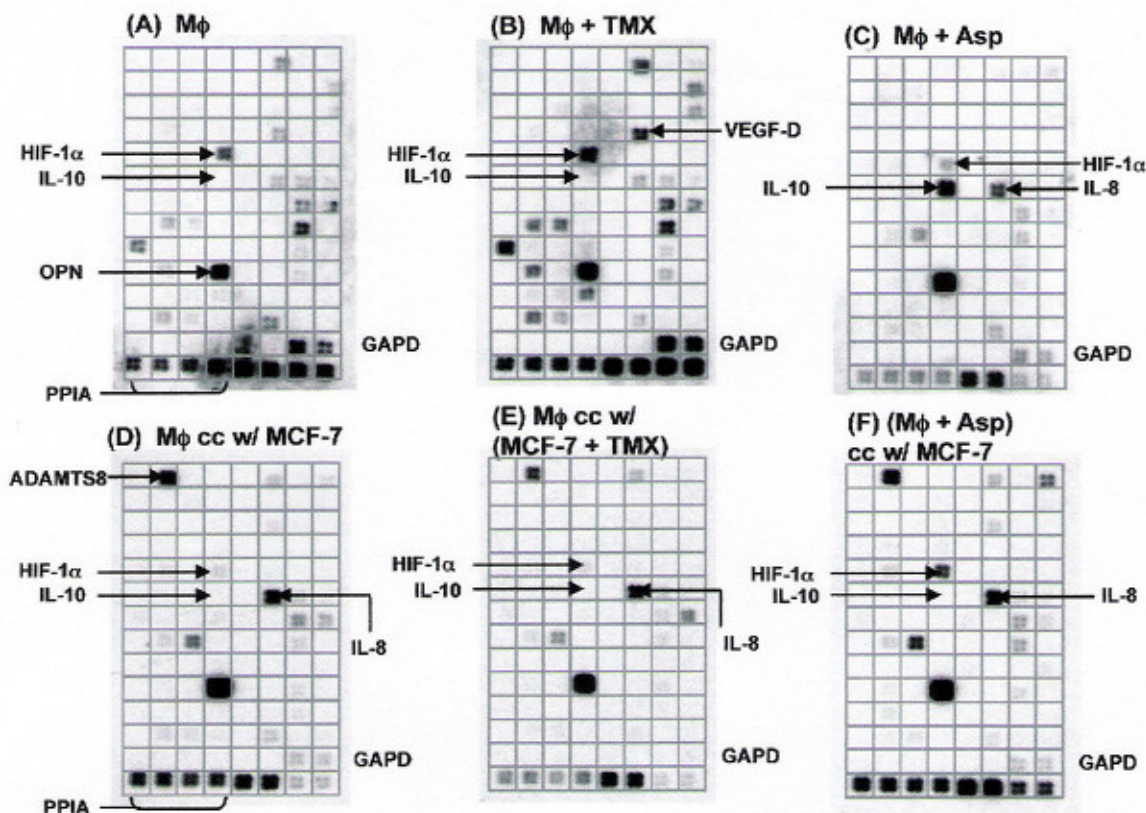 (A) Mϕ
HIF-1α
IL-10
OPN
GAPD
PPIA
(B) Mϕ + TMX
VEGF-D
HIF-1α
IL-10
GAPD
(C) Mϕ + Asp
HIF-1α
IL-10
IL-8
GAPD
(D) Mϕ cc w/ MCF-7
ADAMTS8
HIF-1α
IL-10
IL-8
GAPD
PPIA
(E) Mϕ cc w/
(MCF-7 + TMX)
HIF-1α
IL-10
IL-8
GAPD
(F) (Mϕ + Asp)
cc w/ MCF-7
HIF-1α
IL-10
IL-8
GAPD